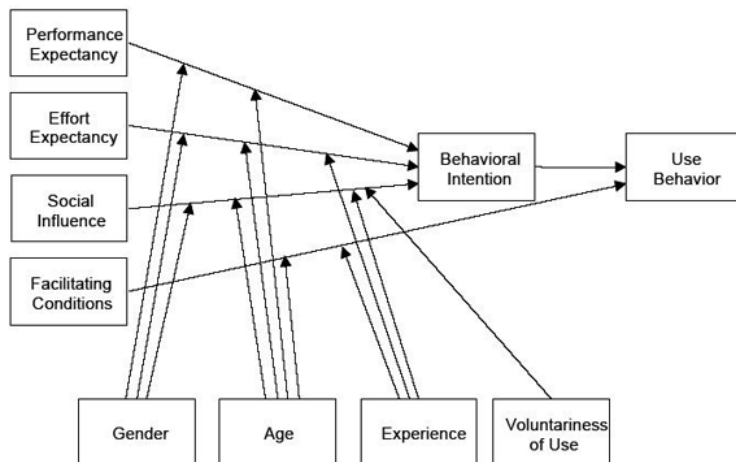 Performance
Expectancy
Effort
Expectancy
Social
Influence
Facilitating
Conditions
Behavioral
Intention
Use
Behavior
Gender
Age
Experience
Voluntariness
of Use